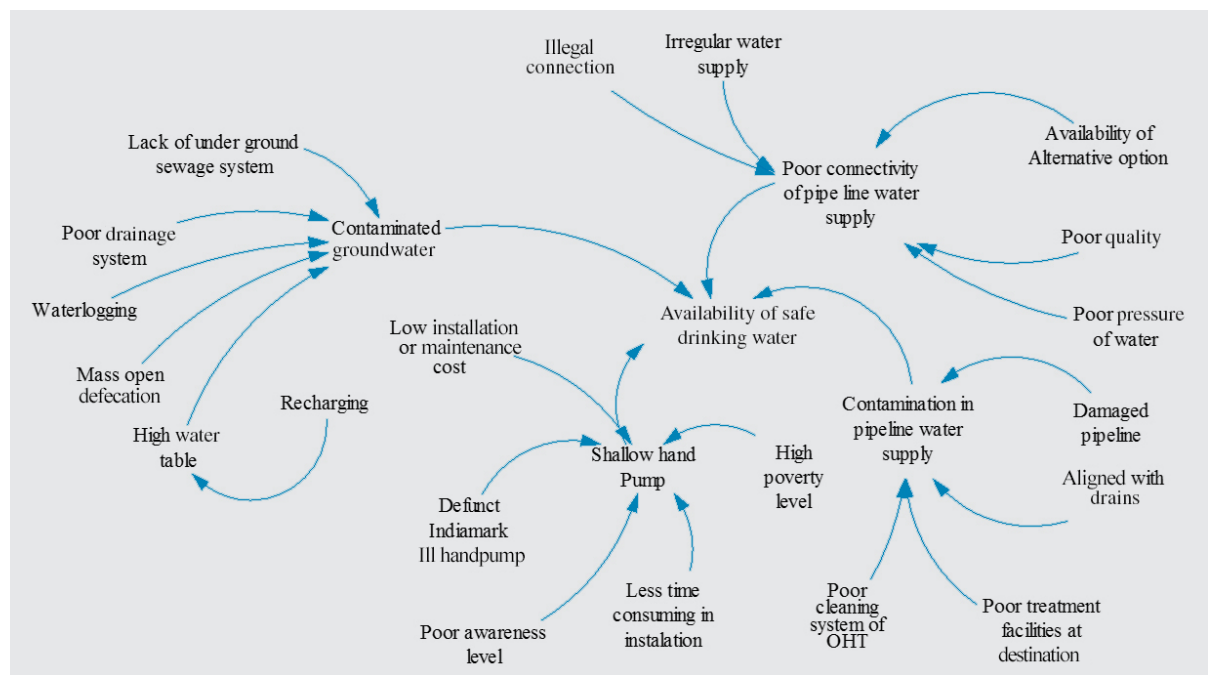 Illegal
connection
Irregular water
supply
Availability of
Alternative option
Lack of under ground
sewage system
Poor connectivity
of pipe line water
supply
Poor drainage
system
Contaminated
groundwater
Poor quality
Waterlogging
Availability of safe
drinking water
Poor pressure
of water
Low installation
or maintenance
cost
Mass open
defecation
Recharging
High water
table
Contamination in
pipeline water
supply
Damaged
pipeline
Shallow hand
Pump
High
poverty
level
Aligned with
drains
Defunct
Indiamark
Ill handpump
Less time
consuming in
instalation
Poor
cleaning
system of
OHT
Poor treatment
facilities at
destination
Poor awareness
level